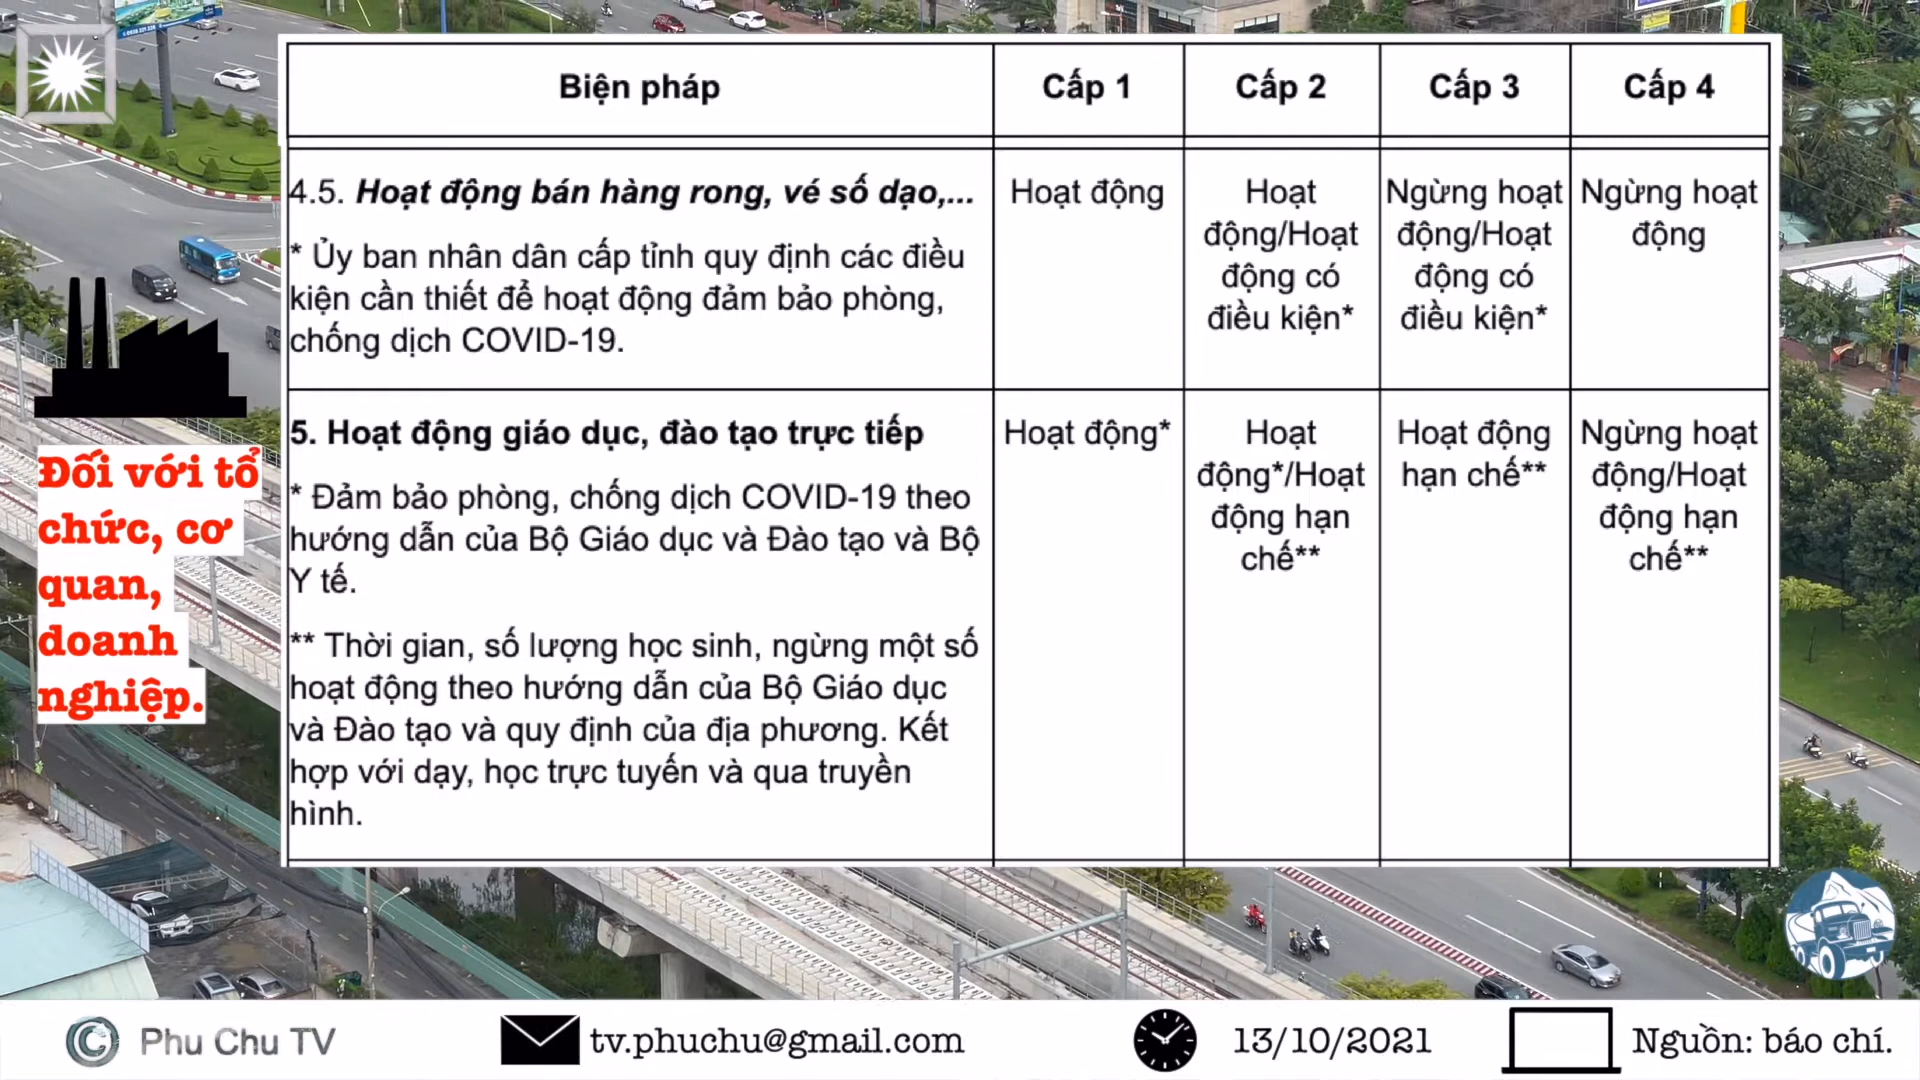 Biện pháp
Cấp 1
Cấp 2
Cấp 3
Cấp 4
4.5. Hoạt động bán hàng rong, vé số dạo,...
* Ủy ban nhân dân cấp tỉnh quy định các điều
kiện cần thiết để hoạt động đảm bảo phòng,
chống dịch COVID-19.
Hoạt động
Hoạt
động/Hoạt
động có
điều kiện*
Ngừng hoạt
động/Hoạt
động có
điều kiện*
Ngừng hoạt
động
5. Hoạt động giáo dục, đào tạo trực tiếp
* Đảm bảo phòng, chống dịch COVID-19 theo
hướng dẫn của Bộ Giáo dục và Đào tạo và Bộ
Y tế.
** Thời gian, số lượng học sinh, ngừng một số
hoạt động theo hướng dẫn của Bộ Giáo dục
và Đào tạo và quy định của địa phương. Kết
hợp với dạy, học trực tuyến và qua truyền
hình.
Hoạt động*
Hoạt
động*/Hoạt
động hạn
chế**
Hoạt động
hạn chế**
Ngừng hoạt
động/Hoạt
động hạn
chế**
Đối với tổ
chức, cơ
quan,
doanh
nghiệp.
© Phu Chu TV
tv.phuchu@gmail.com
13/10/2021
Nguồn: báo chí.